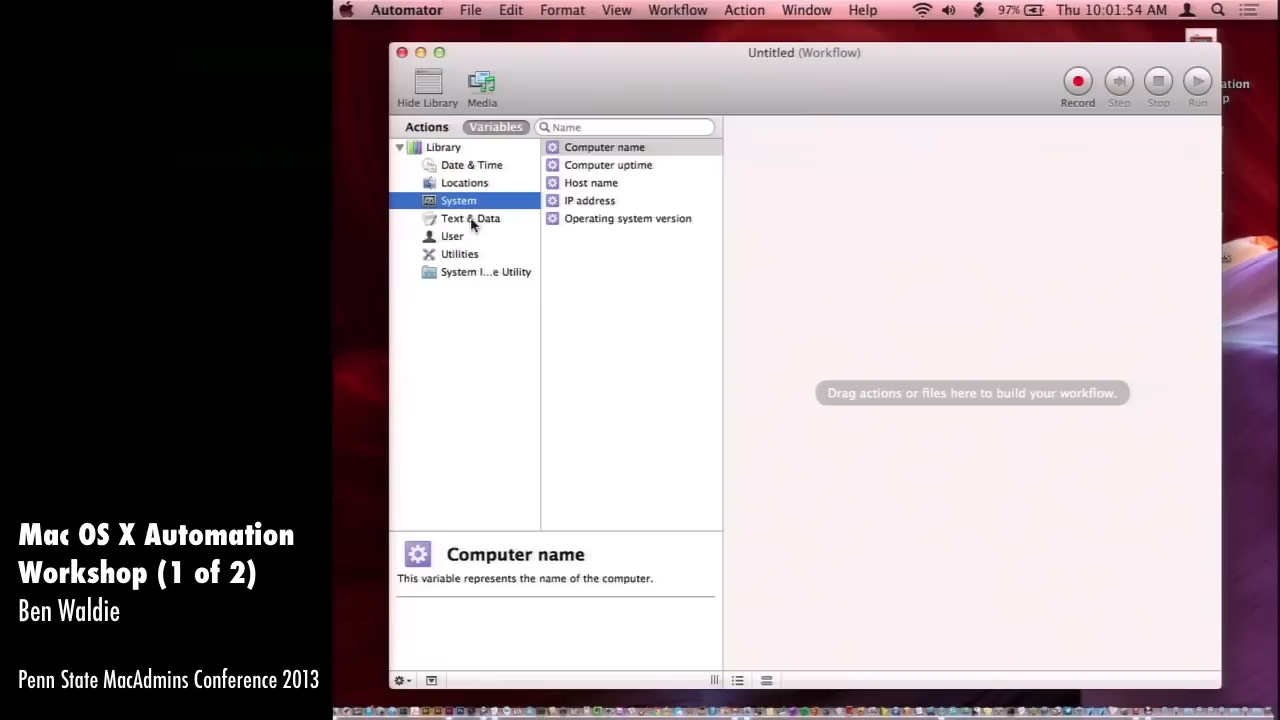 Automator File Edit Format View Workflow Action Window Help 97% Thu 10:01:54 AM
Untitled (Workflow)
Hide Library Media Record Step Stop Run
ation
p
Actions Variables Name
Library
Date & Time
Locations
System
Text & Data
User
Utilities
System I...e Utility
Computer name
Computer uptime
Host name
IP address
Operating system version
Drag actions or files here to build your workflow.
Computer name
This variable represents the name of the computer.
Mac OS X Automation
Workshop (1 of 2)
Ben Waldie
Penn State MacAdmins Conference 2013